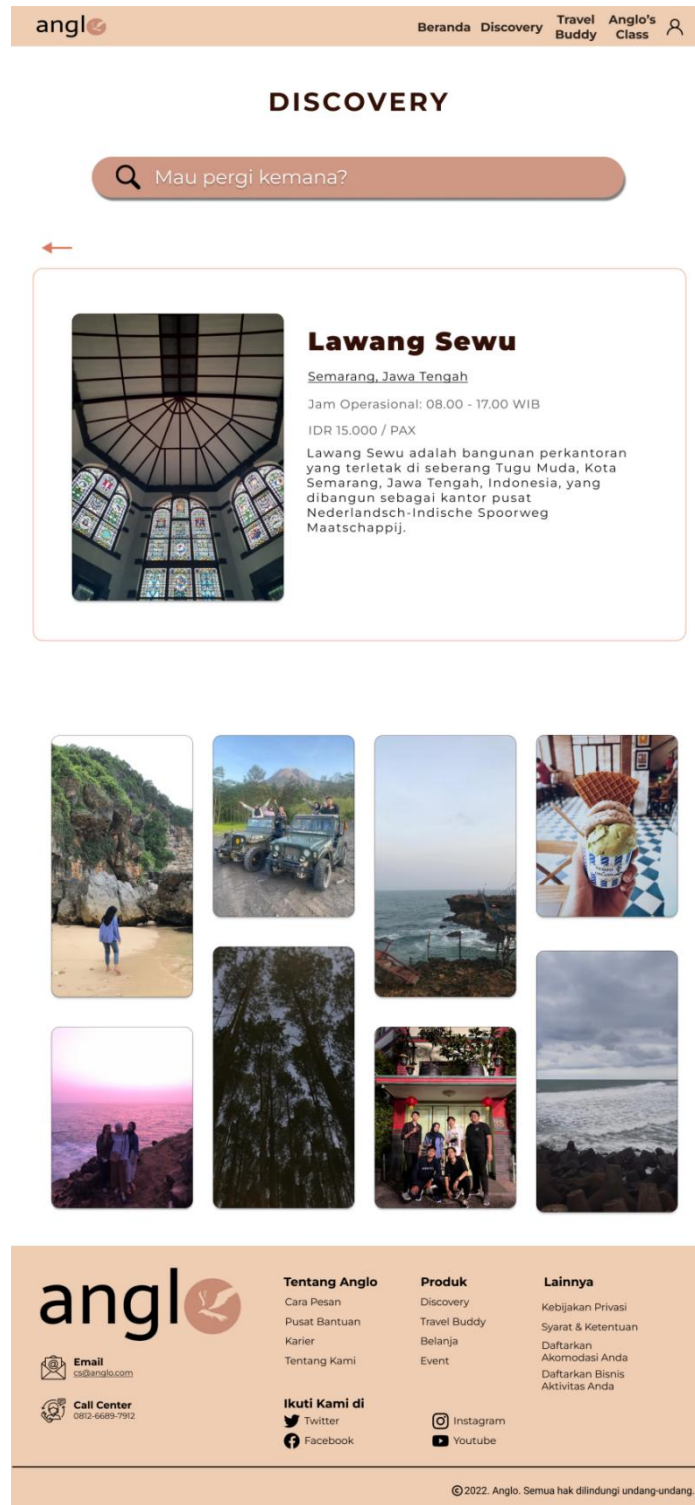 anglo
Beranda Discovery Travel Buddy Anglo's Class
DISCOVERY
Mau pergi kemana?
Lawang Sewu
Semarang, Jawa Tengah
Jam Operasional: 08.00 - 17.00 WIB
IDR 15.000 / PAX
Lawang Sewu adalah bangunan perkantoran
yang terletak di seberang Tugu Muda, Kota
Semarang, Jawa Tengah, Indonesia, yang
dibangun sebagai kantor pusat
Nederlandsch-Indische Spoorweg
Maatschappij.
anglo
Email
cs@anglo.com
Call Center
0812-6689-7912
Tentang Anglo
Cara Pesan
Pusat Bantuan
Karier
Tentang Kami
Produk
Discovery
Travel Buddy
Belanja
Event
Lainnya
Kebijakan Privasi
Syarat & Ketentuan
Daftarkan
Akomodasi Anda
Daftarkan Bisnis
Aktivitas Anda
Ikuti Kami di
Twitter
Instagram
Facebook
Youtube
© 2022. Anglo. Semua hak dilindungi undang-undang.